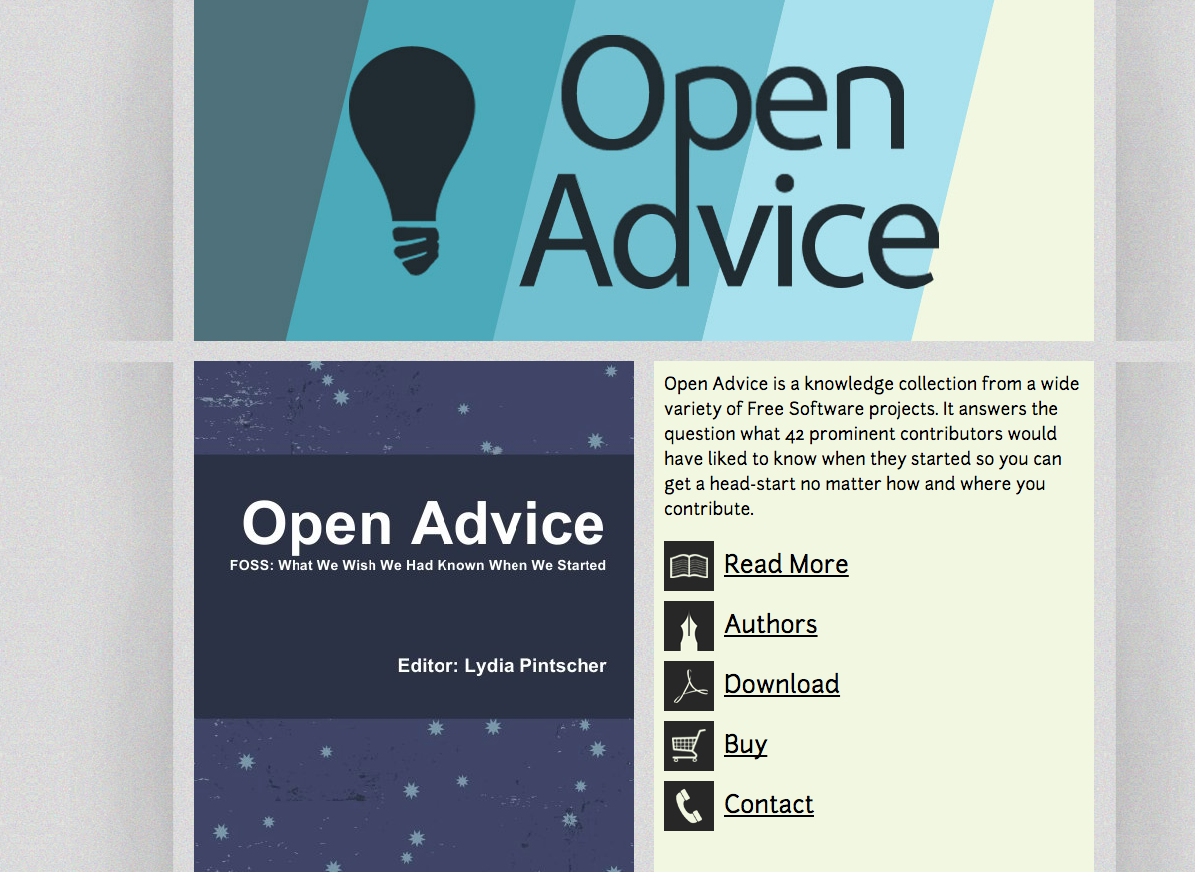 Open
Advice
Open Advice
FOSS: What We Wish We Had Known When We Started
Editor: Lydia Pintscher
Open Advice is a knowledge collection from a wide
variety of Free Software projects. It answers the
question what 42 prominent contributors would
have liked to know when they started so you can
get a head-start no matter how and where you
contribute.
Read More
Authors
Download
Buy
Contact